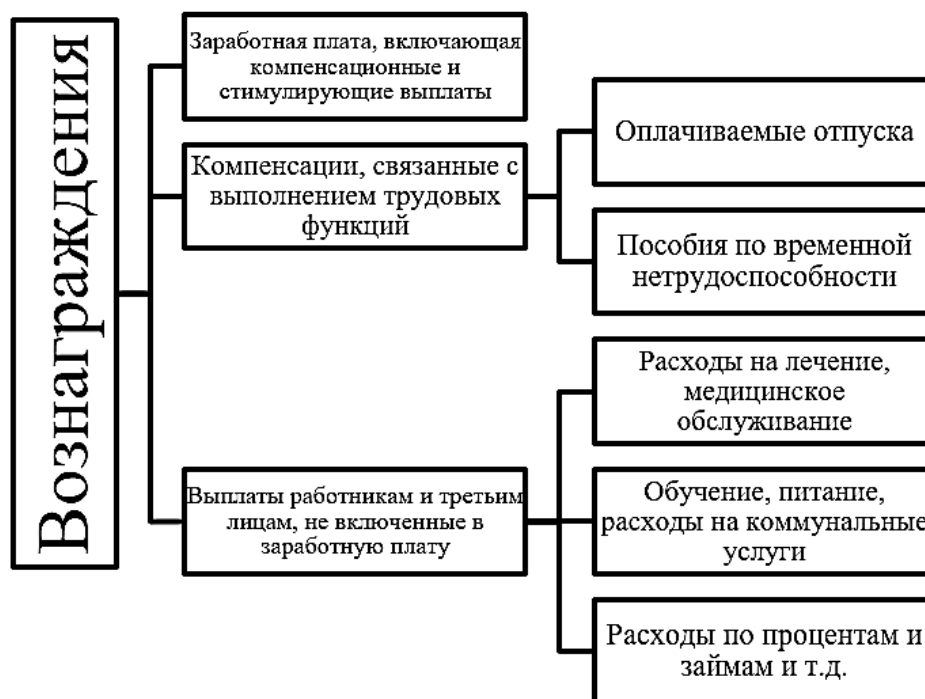 Вознаграждения
Заработная плата, включающая
компенсационные и
стимулирующие выплаты
Компенсации, связанные с
выполнением трудовых
функций
Оплачиваемые отпуска
Пособия по временной
нетрудоспособности
Выплаты работникам и третьим
лицам, не включенные в
заработную плату
Расходы на лечение,
медицинское
обслуживание
Обучение, питание,
расходы на коммунальные
услуги
Расходы по процентам и
займам и т.д.